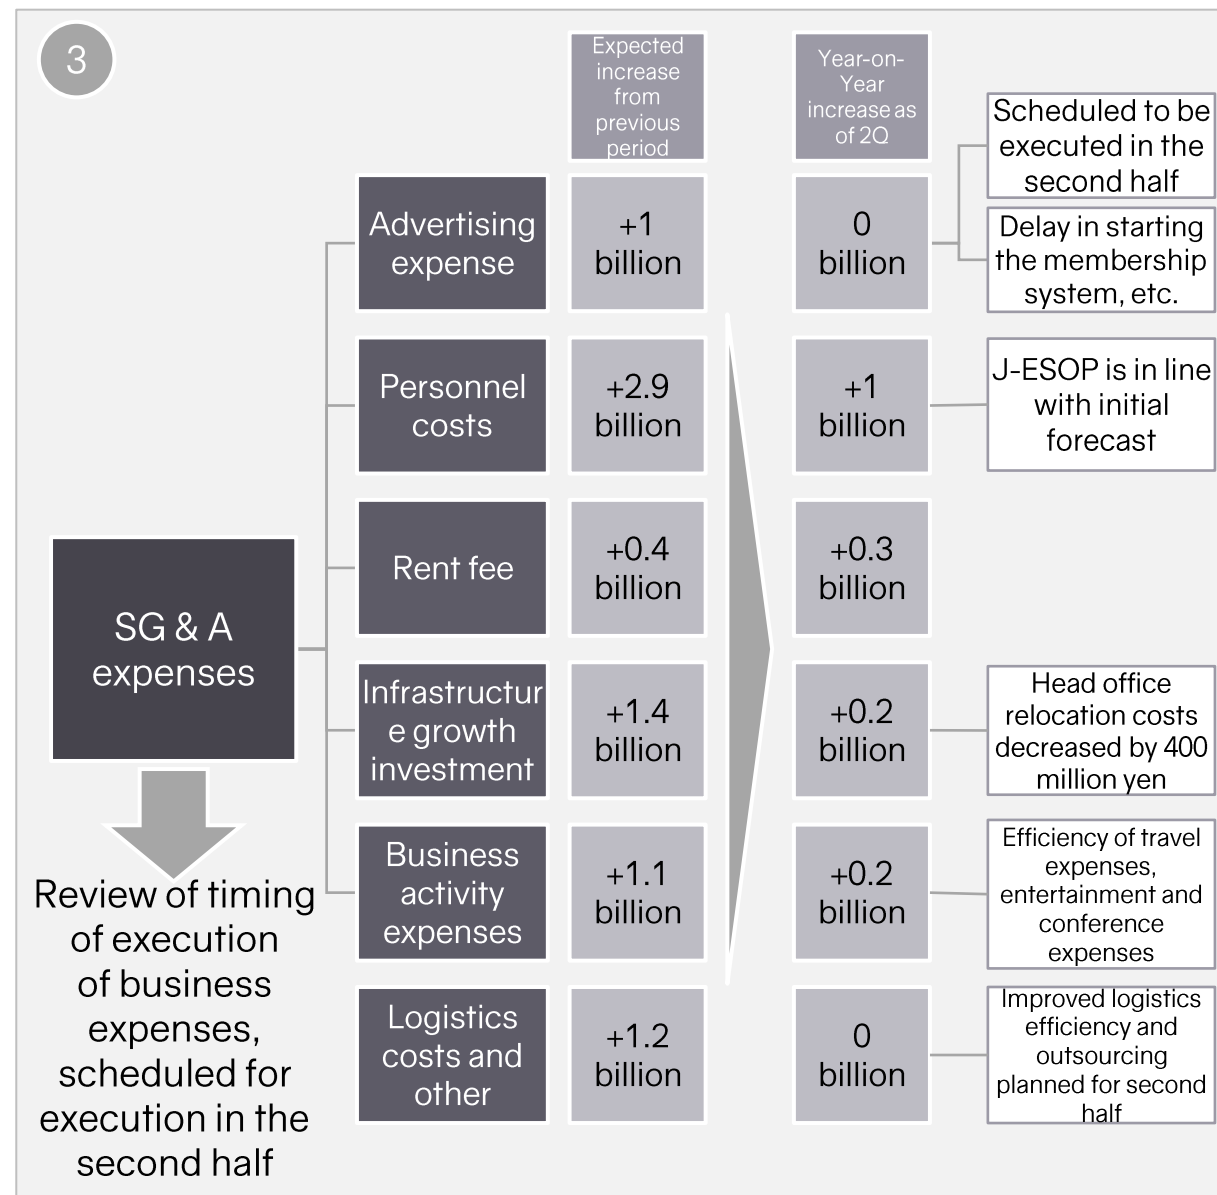 3
Expected
increase
from
previous
period
Year-on-
Year
increase as
of 2Q
Advertising
expense
+1
billion
0
billion
Scheduled to be
executed in the
second half
Delay in starting
the membership
system, etc.
Personnel
costs
+2.9
billion
+1
billion
J-ESOP is in line
with initial
forecast
Rent fee
+0.4
billion
+0.3
billion
SG & A
expenses
Infrastructur
e growth
investment
+1.4
billion
+0.2
billion
Head office
relocation costs
decreased by 400
million yen
Business
activity
expenses
+1.1
billion
+0.2
billion
Efficiency of travel
expenses,
entertainment and
conference
expenses
Logistics
costs and
other
+1.2
billion
0
billion
Improved logistics
efficiency and
outsourcing
planned for second
half
Review of timing
of execution
of business
expenses,
scheduled for
execution in the
second half